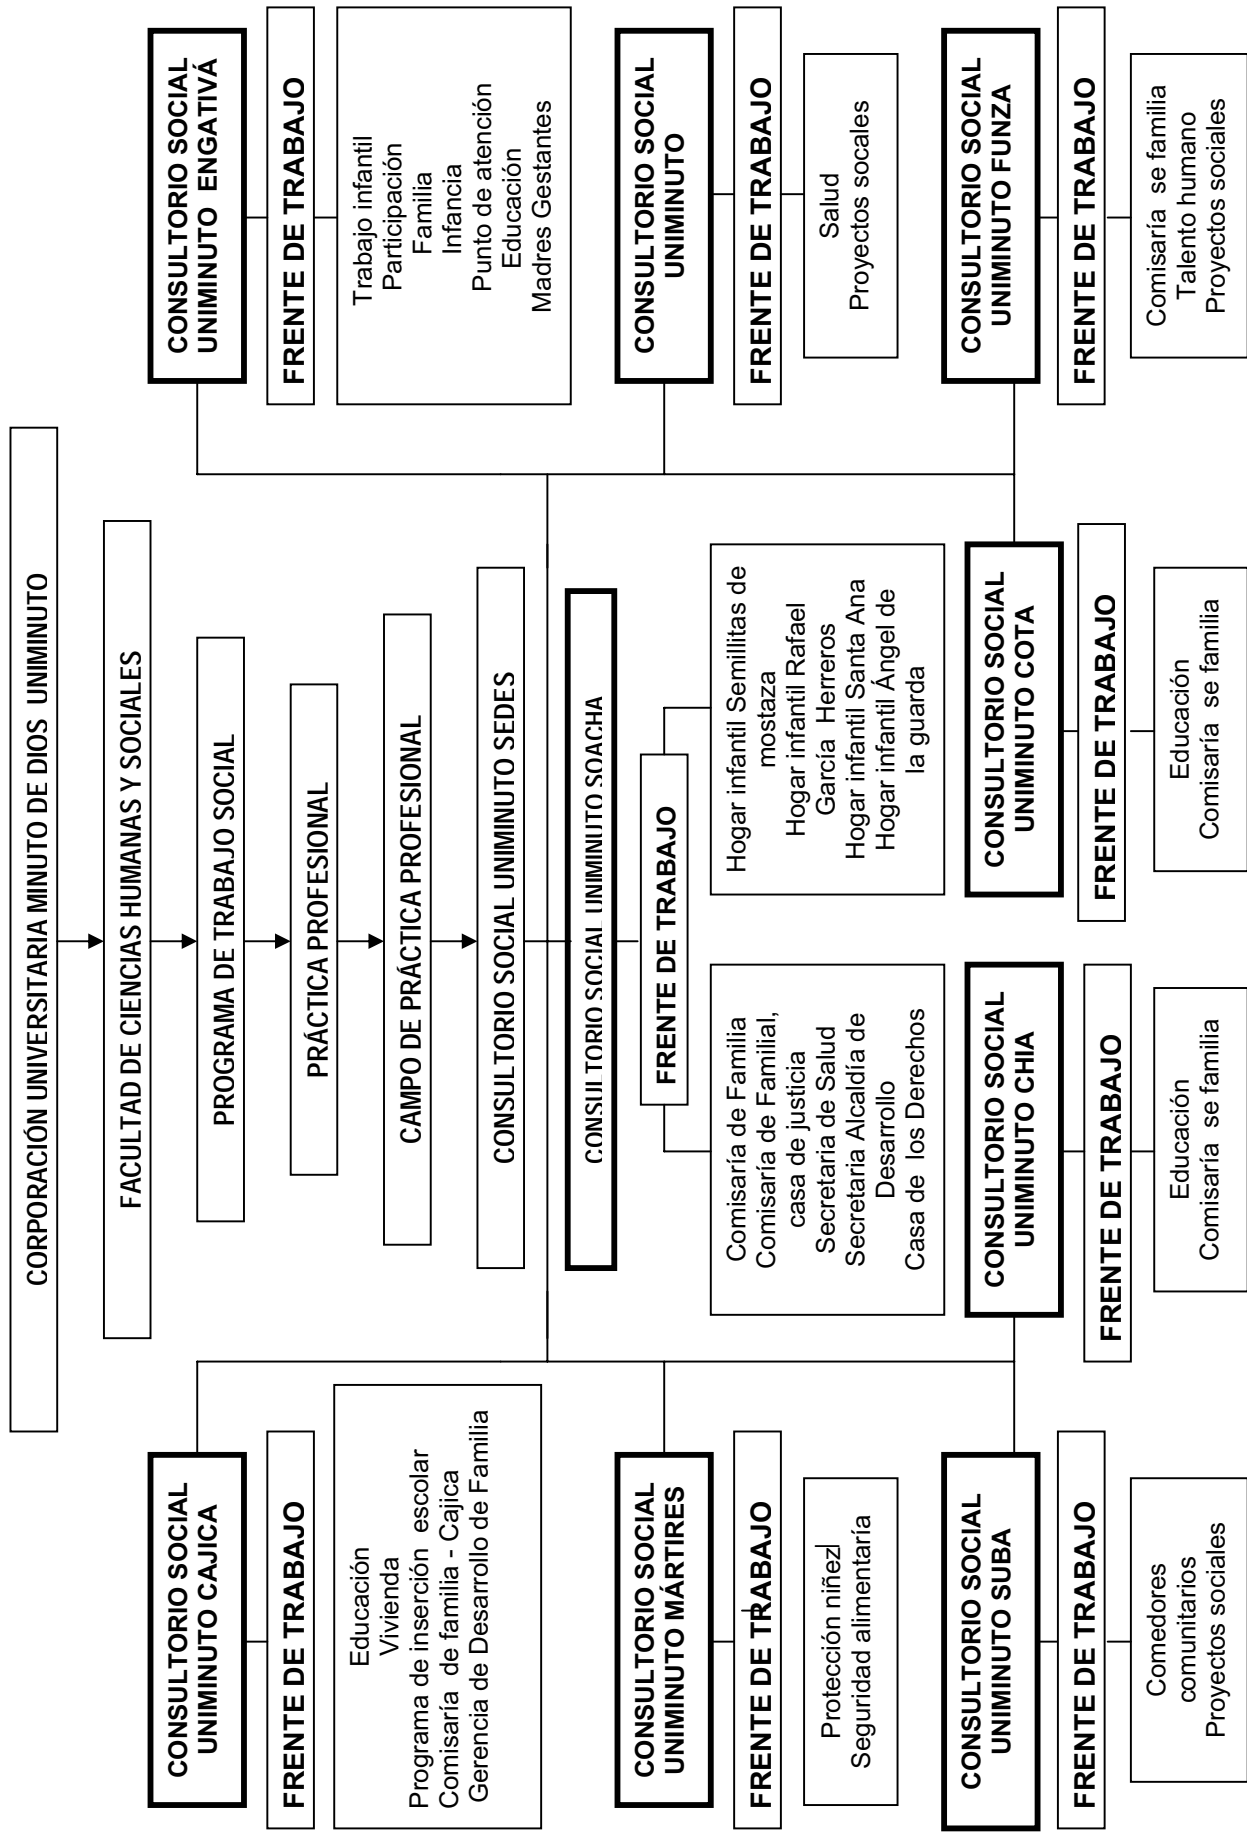 CORPORACIÓN UNIVERSITARIA MINUTO DE DIOS UNIMINUTO
FACULTAD DE CIENCIAS HUMANAS Y SOCIALES
PROGRAMA DE TRABAJO SOCIAL
PRÁCTICA PROFESIONAL
CAMPO DE PRÁCTICA PROFESIONAL
CONSULTORIO SOCIAL UNIMINUTO SEDES
CONSULTORIO SOCIAL UNIMINUTO SOACHA
FRENTE DE TRABAJO
Comisaría de Familia
Comisaría de Familial,
casa de justicia
Secretaria de Salud
Secretaria Alcaldía de
Desarrollo
Casa de los Derechos
Hogar infantil Semillitas de
mostaza
Hogar infantil Rafael
García Herreros
Hogar infantil Santa Ana
Hogar infantil Ángel de
la guarda
CONSULTORIO SOCIAL
UNIMINUTO CAJICA
FRENTE DE TRABAJO
Educación
Vivienda
Programa de inserción escolar
Comisaría de familia - Cajica
Gerencia de Desarrollo de Familia
CONSULTORIO SOCIAL
UNIMINUTO ENGATIVÁ
FRENTE DE TRABAJO
Trabajo infantil
Participación
Familia
Infancia
Punto de atención
Educación
Madres Gestantes
CONSULTORIO SOCIAL
UNIMINUTO MÁRTIRES
FRENTE DE TRABAJO
Protección niñez
Seguridad alimentaría
CONSULTORIO SOCIAL
UNIMINUTO
FRENTE DE TRABAJO
Salud
Proyectos socales
CONSULTORIO SOCIAL
UNIMINUTO SUBA
FRENTE DE TRABAJO
Comedores
comunitarios
Proyectos sociales
CONSULTORIO SOCIAL
UNIMINUTO CHIA
FRENTE DE TRABAJO
Educación
Comisaría se familia
CONSULTORIO SOCIAL
UNIMINUTO COTA
FRENTE DE TRABAJO
Educación
Comisaría se familia
CONSULTORIO SOCIAL
UNIMINUTO FUNZA
FRENTE DE TRABAJO
Comisaría se familia
Talento humano
Proyectos sociales